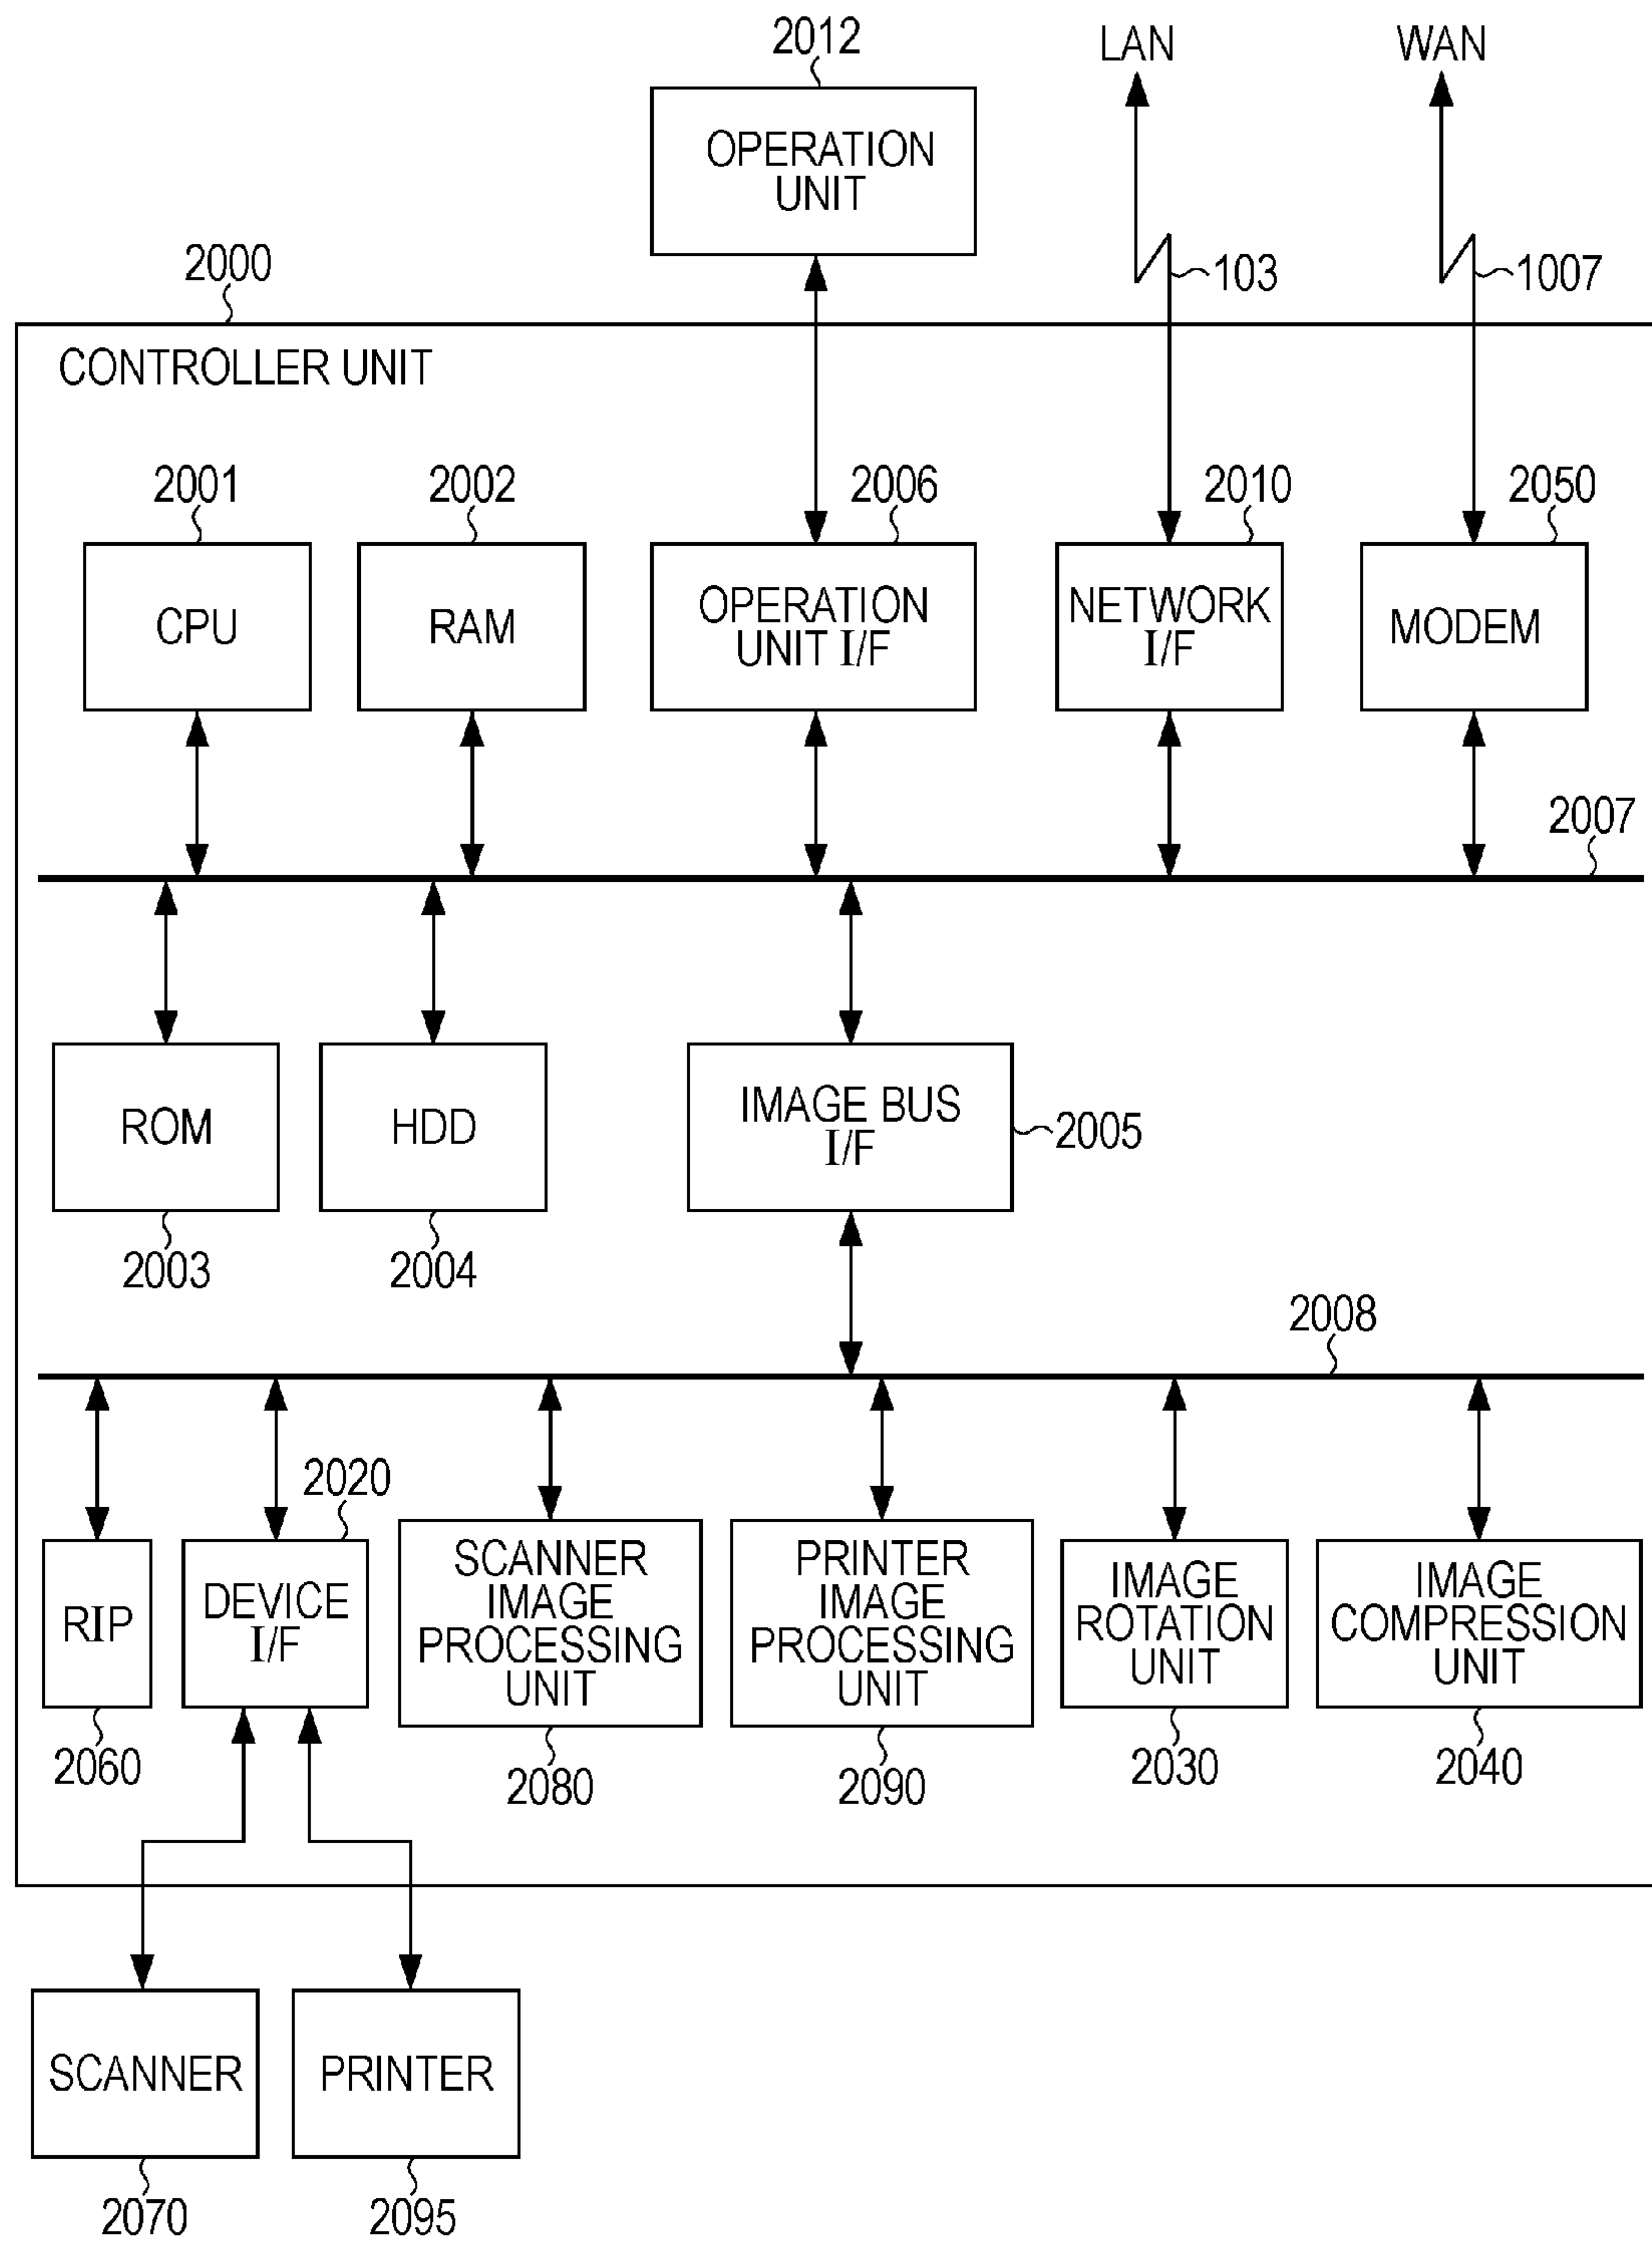 2012
LAN
WAN
OPERATION
UNIT
2000
103
1007
CONTROLLER UNIT
2001
2002
2006
2010
2050
CPU
RAM
OPERATION
UNIT I/F
NETWORK
I/F
MODEM
2007
ROM
HDD
IMAGE BUS
I/F
2005
2003
2004
2008
2020
RIP
DEVICE
I/F
SCANNER
IMAGE
PROCESSING
UNIT
PRINTER
IMAGE
PROCESSING
UNIT
IMAGE
ROTATION
UNIT
IMAGE
COMPRESSION
UNIT
2060
2080
2090
2030
2040
SCANNER
PRINTER
2070
2095